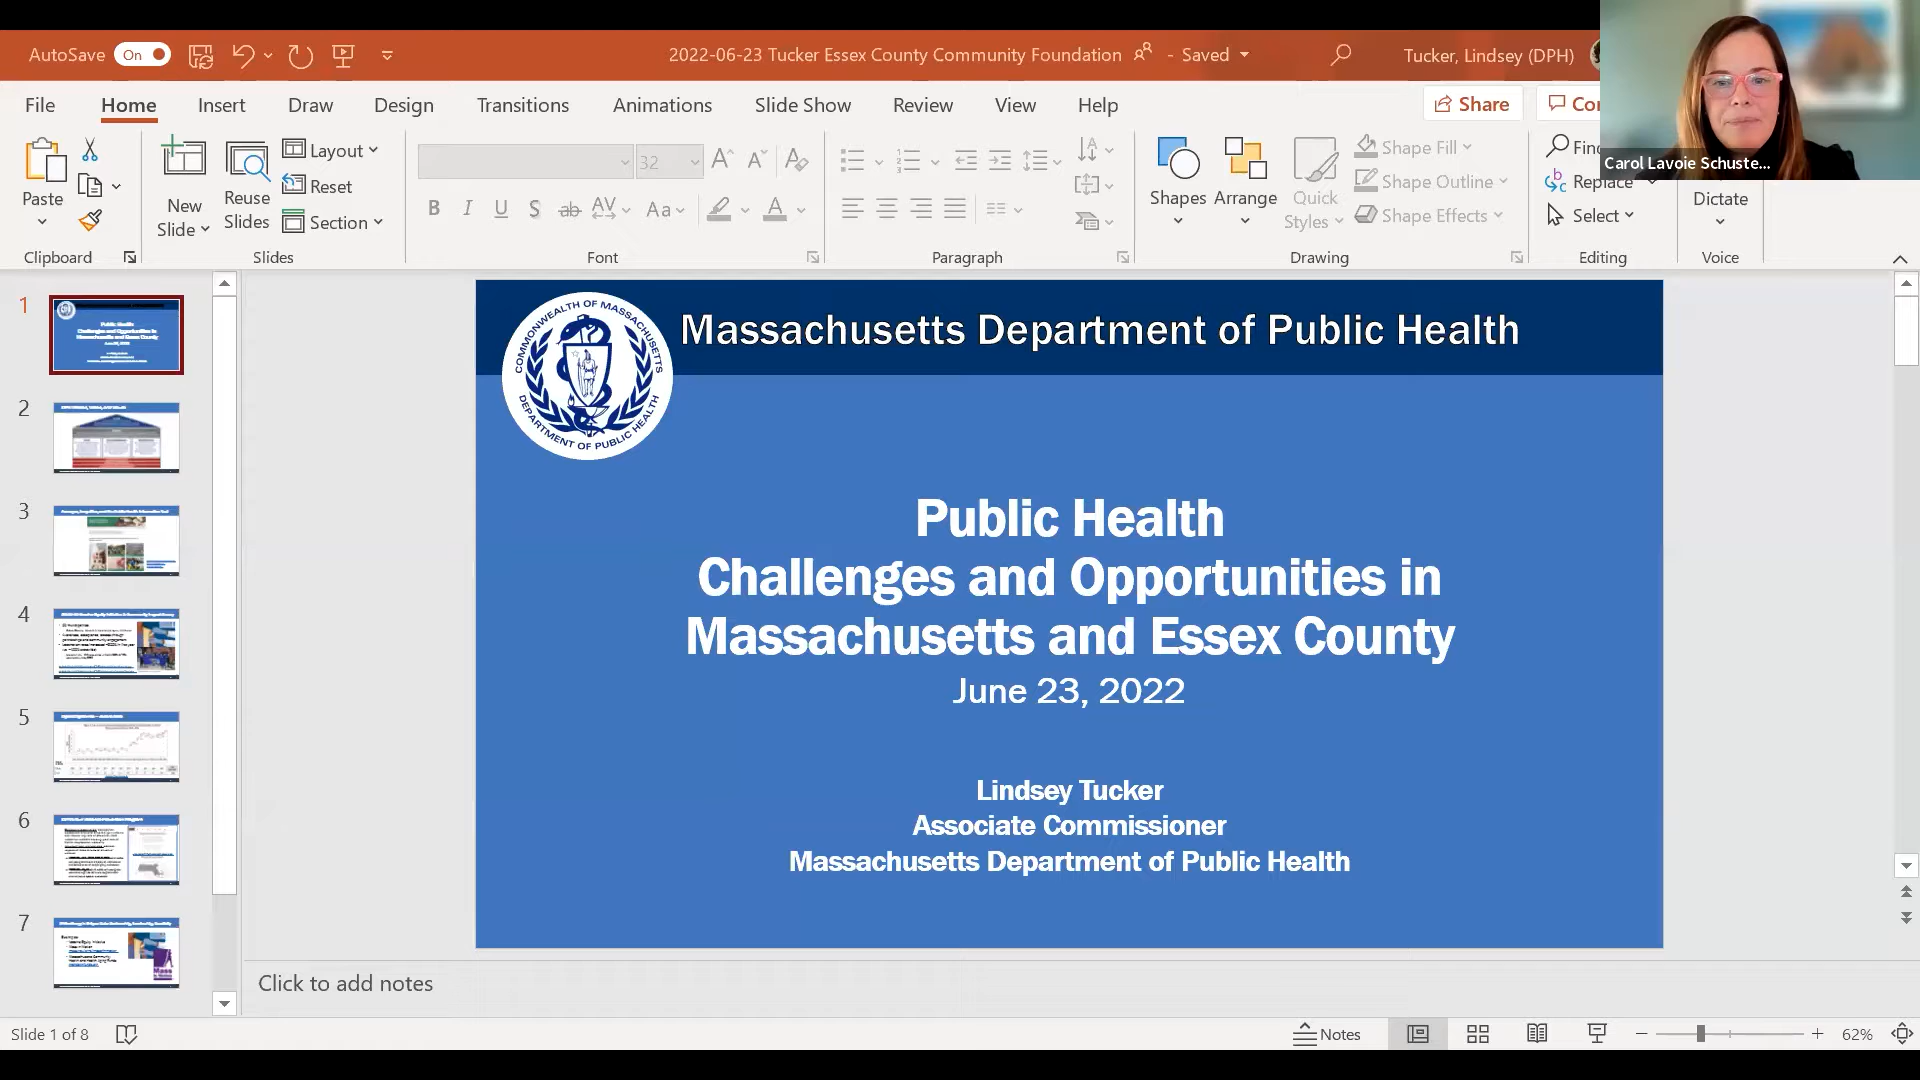 AutoSave On 2022-06-23 Tucker Essex County Community Foundation - Saved Tucker, Lindsey (DPH)
File Home Insert Draw Design Transitions Animations Slide Show Review View Help Share
Paste
New Slide
Reuse Slides
Layout
Reset
Section
32
B I U S ab AV Aa A
Shapes
Arrange
Quick Styles
Shape Fill
Shape Outline
Shape Effects
Replace
Select
Dictate
Carol Lavoie Schuste...
Clipboard Slides Font Paragraph Drawing Editing Voice
1
2
3
4
5
6
7
COMMONWEALTH OF MASSACHUSETTS
DEPARTMENT OF PUBLIC HEALTH
Massachusetts Department of Public Health
Public Health
Challenges and Opportunities in
Massachusetts and Essex County
June 23, 2022
Lindsey Tucker
Associate Commissioner
Massachusetts Department of Public Health
Click to add notes
Slide 1 of 8 Notes 62%